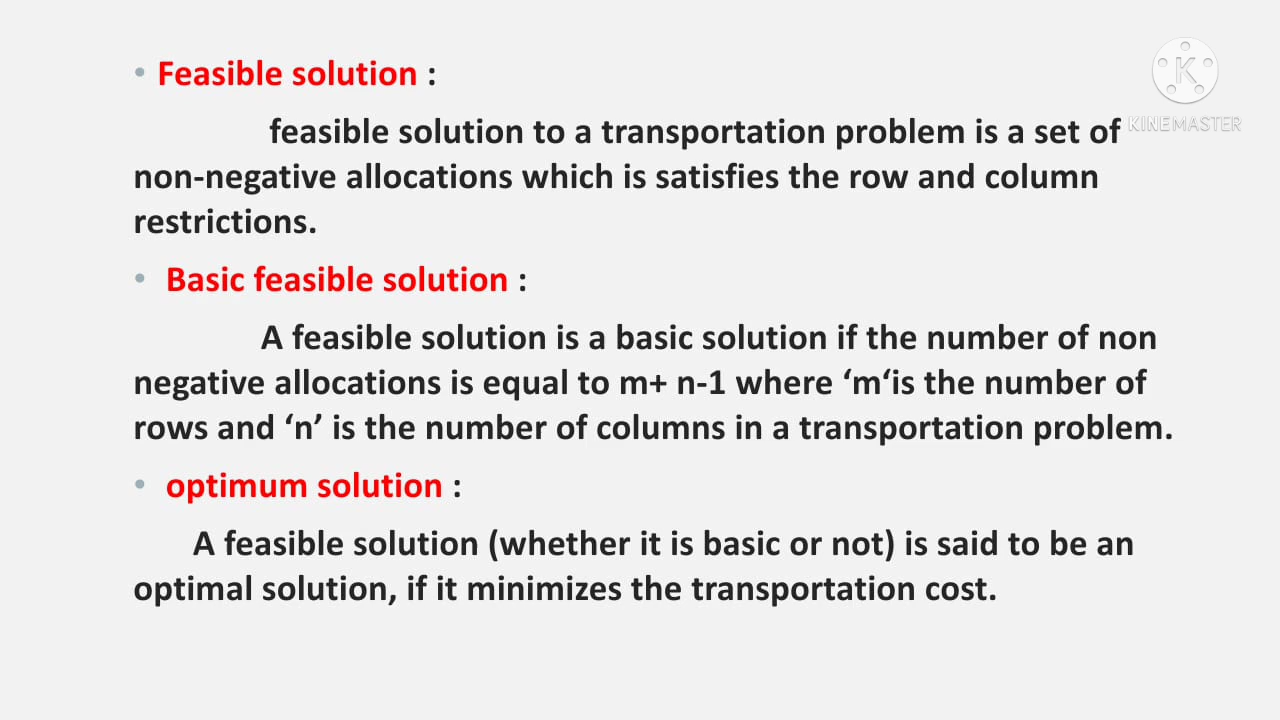 • Feasible solution :
feasible solution to a transportation problem is a set of
non-negative allocations which is satisfies the row and column
restrictions.
• Basic feasible solution :
A feasible solution is a basic solution if the number of non
negative allocations is equal to m+ n-1 where ‘m‘is the number of
rows and ‘n’ is the number of columns in a transportation problem.
• optimum solution :
A feasible solution (whether it is basic or not) is said to be an
optimal solution, if it minimizes the transportation cost.
K
KINEMASTER